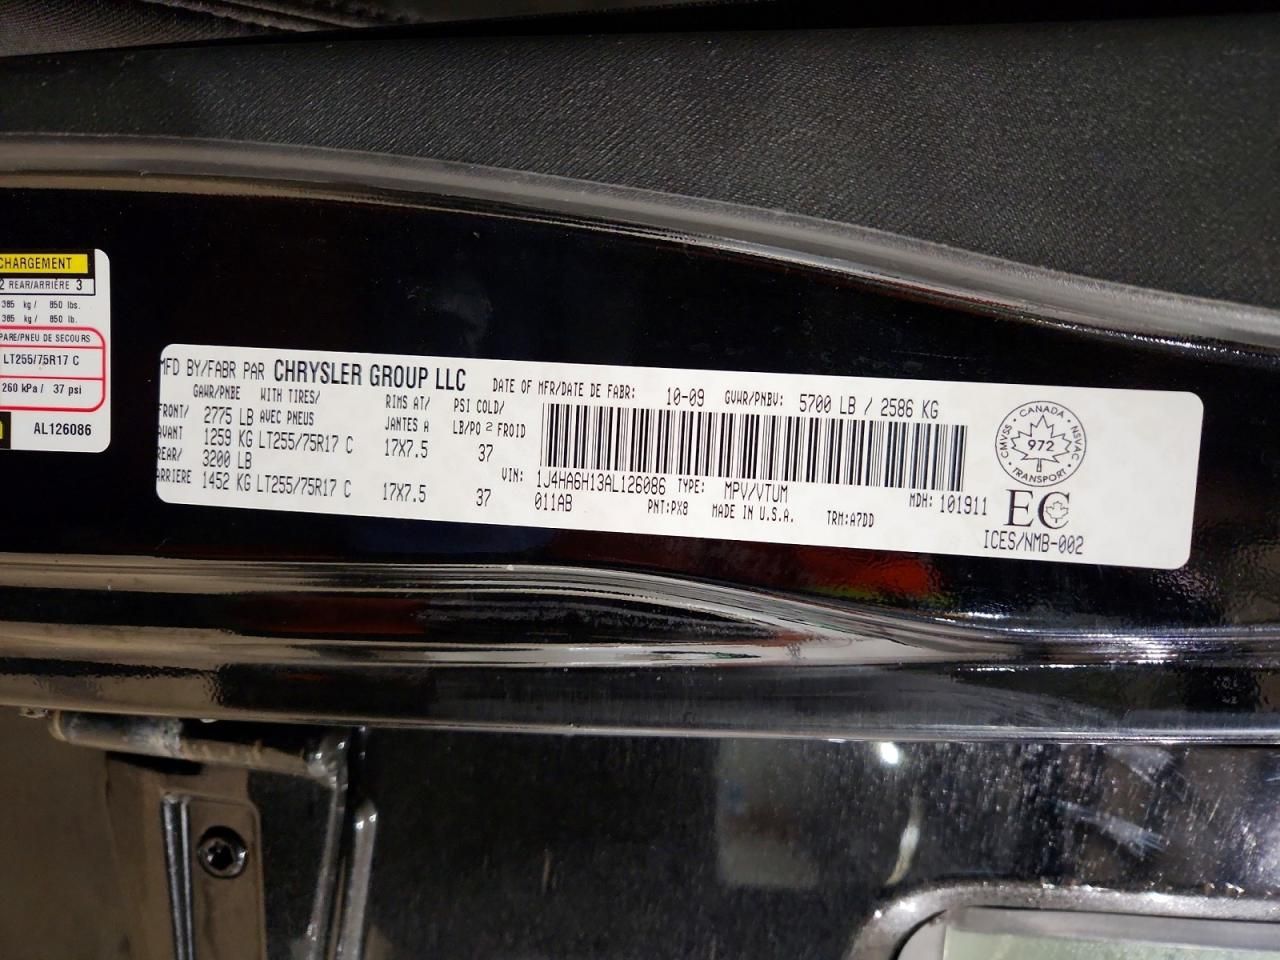 CHARGEMENT
2 REAR/ARRIÈRE 3
385 kg / 850 lbs.
385 kg / 850 lb.
PARE/PNEU DE SECOURS
LT255/75R17 C
260 kPa / 37 psi
AL126086
MFD BY/FABR PAR CHRYSLER GROUP LLC DATE OF MFR/DATE DE FABR: 10-09 GVWR/PNBV: 5700 LB / 2586 KG
GAWR/PNBE WITH TIRES/ RIMS AT/ PSI COLD/
FRONT/ 2775 LB AVEC PNEUS JANTES A LB/PO 2 FROID
AVANT 1259 KG LT255/75R17 C 17X7.5 37
REAR/ 3200 LB
ARRIERE 1452 KG LT255/75R17 C 17X7.5 37
VIN: 1J4HA6H13AL126086 TYPE: MPV/VTUM MDH: 101911
011AB PNT:PX8 MADE IN U.S.A. TRM:A7DD
CANADA
CMVSS 972 NSVAC
TRANSPORT
EC
ICES/NMB-002